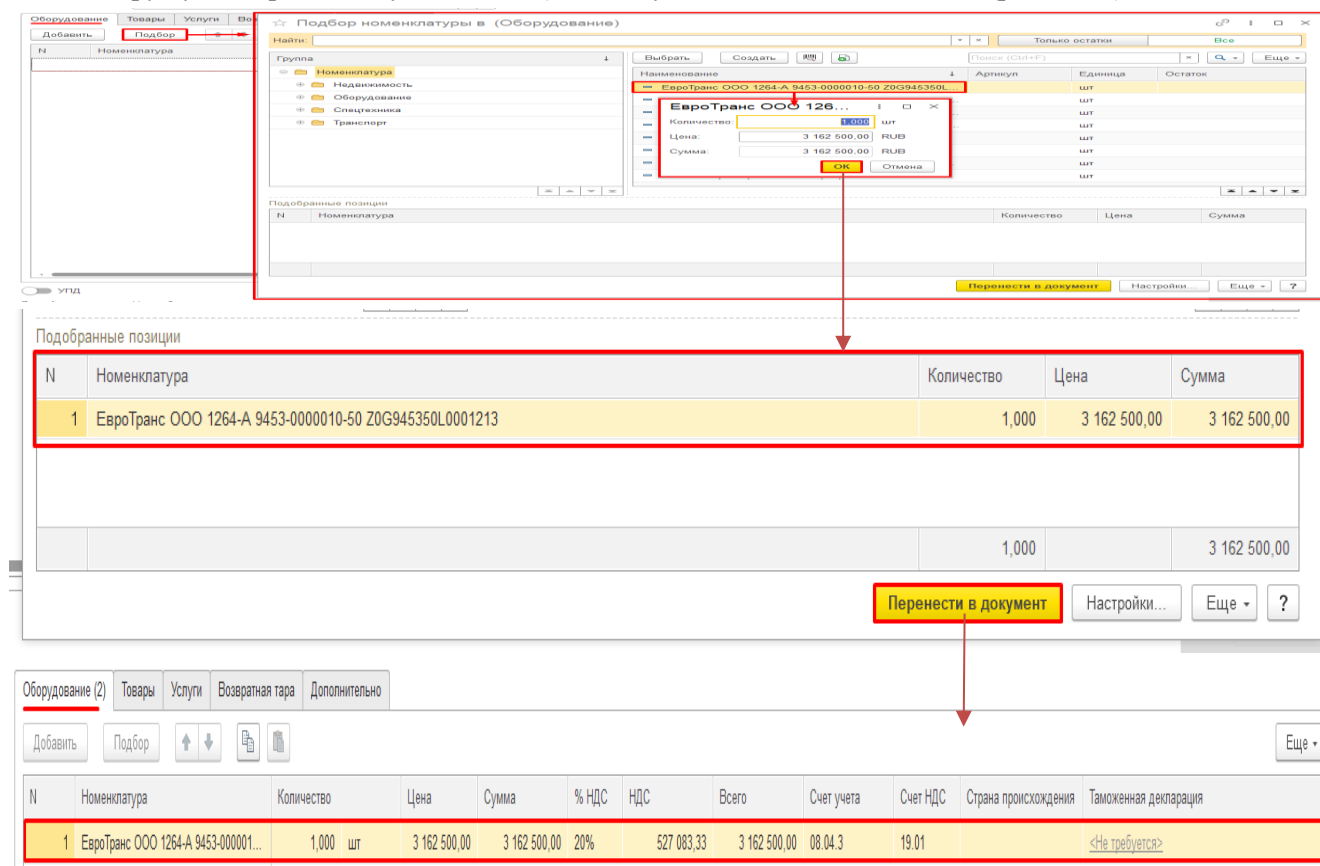 Оборудование Товары Услуги
Добавить Подбор
N Номенклатура
УПД
Подбор номенклатуры в (Оборудование)
Найти: Только остатки Все
Группа
Номенклатура
Недвижимость
Оборудование
Спецтехника
Транспорт
Выбрать Создать Поиск (Ctrl+F) Еще
Наименование Артикул Единица Остаток
ЕвроТранс ООО 1264-А 9453-0000010-50 Z0G945350L... шт
шт
шт
шт
шт
шт
шт
шт
ЕвроТранс ООО 126...
Количество: 1,000 шт
Цена: 3 162 500,00 RUB
Сумма: 3 162 500,00 RUB
ОК Отмена
Подобранные позиции
N Номенклатура Количество Цена Сумма
Перенести в документ Настройки... Еще ?
Подобранные позиции
N Номенклатура Количество Цена Сумма
1 ЕвроТранс ООО 1264-А 9453-0000010-50 Z0G945350L0001213 1,000 3 162 500,00 3 162 500,00
1,000 3 162 500,00
Перенести в документ Настройки... Еще ?
Оборудование (2) Товары Услуги Возвратная тара Дополнительно
Добавить Подбор Еще
N Номенклатура Количество Цена Сумма % НДС НДС Всего Счет учета Счет НДС Страна происхождения Таможенная декларация
1 ЕвроТранс ООО 1264-А 9453-000001... 1,000 шт 3 162 500,00 3 162 500,00 20% 527 083,33 3 162 500,00 08.04.3 19.01 <Не требуется>